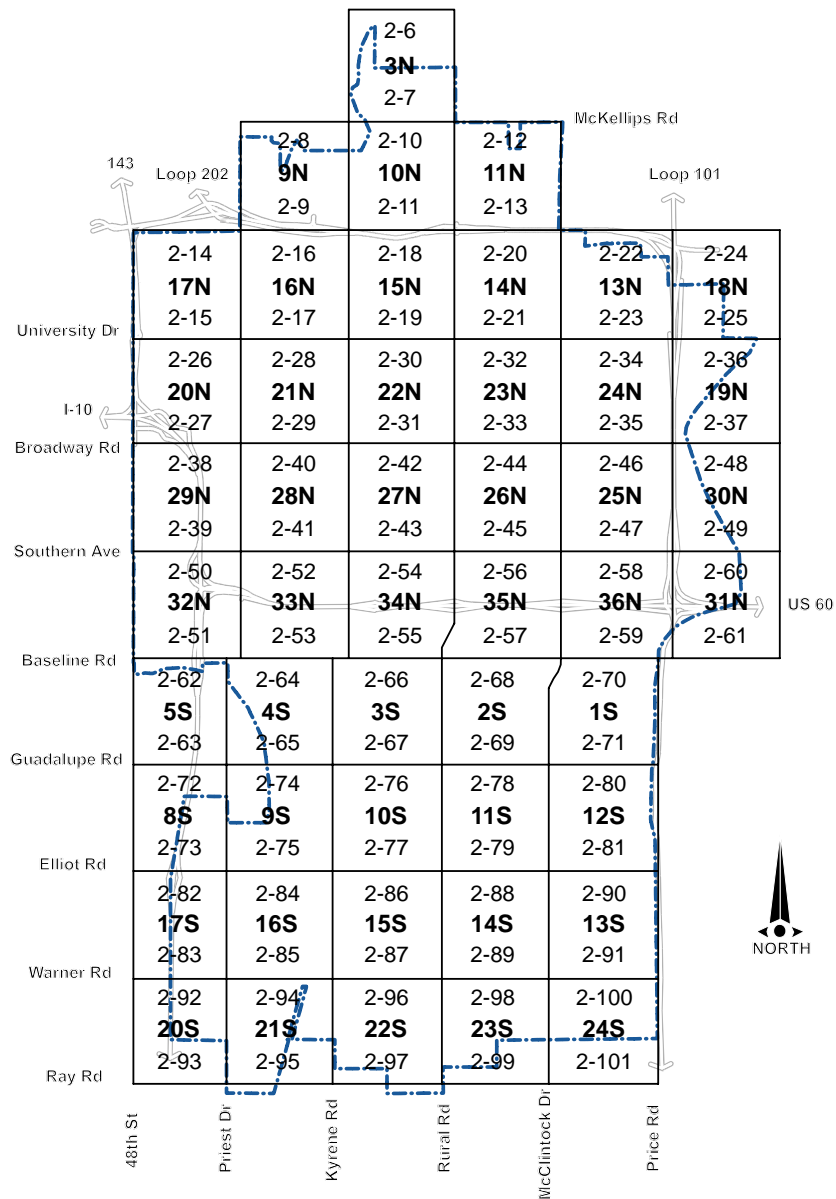 2-6
3N
2-7
McKellips Rd
2-8 2-10 2-12
143 Loop 202 9N 10N 11N Loop 101
2-9 2-11 2-13
2-14 2-16 2-18 2-20 2-22 2-24
17N 16N 15N 14N 13N 18N
2-15 2-17 2-19 2-21 2-23 2-25
University Dr
2-26 2-28 2-30 2-32 2-34 2-36
20N 21N 22N 23N 24N 19N
I-10
2-27 2-29 2-31 2-33 2-35 2-37
Broadway Rd
2-38 2-40 2-42 2-44 2-46 2-48
29N 28N 27N 26N 25N 30N
2-39 2-41 2-43 2-45 2-47 2-49
Southern Ave
2-50 2-52 2-54 2-56 2-58 2-60
32N 33N 34N 35N 36N 31N US 60
2-51 2-53 2-55 2-57 2-59 2-61
Baseline Rd
2-62 2-64 2-66 2-68 2-70
5S 4S 3S 2S 1S
2-63 2-65 2-67 2-69 2-71
Guadalupe Rd
2-72 2-74 2-76 2-78 2-80
8S 9S 10S 11S 12S
2-73 2-75 2-77 2-79 2-81
Elliot Rd
2-82 2-84 2-86 2-88 2-90
17S 16S 15S 14S 13S
2-83 2-85 2-87 2-89 2-91
NORTH
Warner Rd
2-92 2-94 2-96 2-98 2-100
20S 21S 22S 23S 24S
2-93 2-95 2-97 2-99 2-101
Ray Rd
48th St
Priest Dr
Kyrene Rd
Rural Rd
McClintock Dr
Price Rd